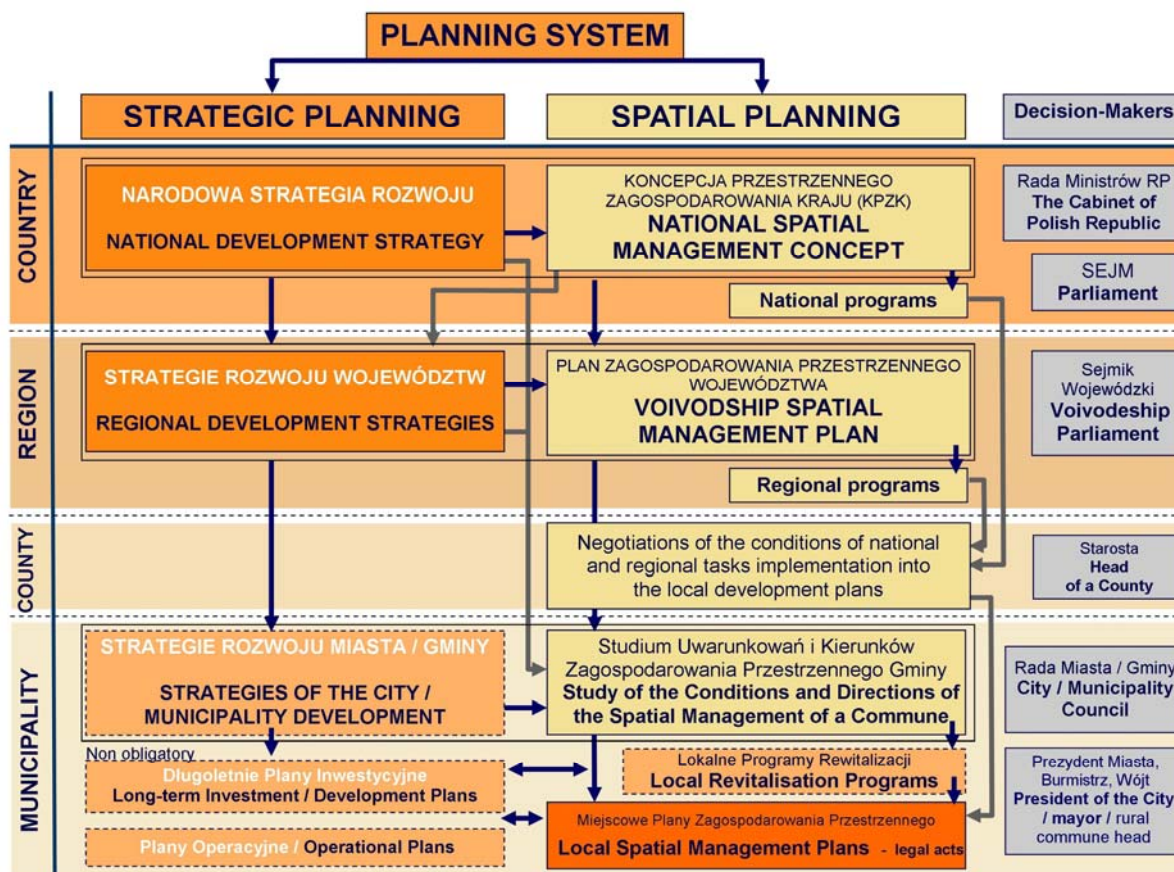 PLANNING SYSTEM
STRATEGIC PLANNING
SPATIAL PLANNING
Decision-Makers
COUNTRY
NARODOWA STRATEGIA ROZWOJU
NATIONAL DEVELOPMENT STRATEGY
KONCEPCJA PRZESTRZENNEGO
ZAGOSPODAROWANIA KRAJU (KPZK)
NATIONAL SPATIAL
MANAGEMENT CONCEPT
National programs
Rada Ministrów RP
The Cabinet of
Polish Republic
SEJM
Parliament
REGION
STRATEGIE ROZWOJU WOJEWÓDZTW
REGIONAL DEVELOPMENT STRATEGIES
PLAN ZAGOSPODAROWANIA PRZESTRZENNEGO
WOJEWÓDZTWA
VOIVODSHIP SPATIAL
MANAGEMENT PLAN
Regional programs
Sejmik
Wojewódzki
Voivodeship
Parliament
COUNTY
Negotiations of the conditions of national
and regional tasks implementation into
the local development plans
Starosta
Head
of a County
MUNICIPALITY
STRATEGIE ROZWOJU MIASTA / GMINY
STRATEGIES OF THE CITY /
MUNICIPALITY DEVELOPMENT
Studium Uwarunkowań i Kierunków
Zagospodarowania Przestrzennego Gminy
Study of the Conditions and Directions of
the Spatial Management of a Commune
Rada Miasta / Gminy
City / Municipality
Council
Non obligatory
Długoletnie Plany Inwestycyjne
Long-term Investment / Development Plans
Lokalne Programy Rewitalizacji
Local Revitalisation Programs
Plany Operacyjne / Operational Plans
Miejscowe Plany Zagospodarowania Przestrzennego
Local Spatial Management Plans - legal acts
Prezydent Miasta,
Burmistrz, Wójt
President of the City
/ mayor / rural
commune head